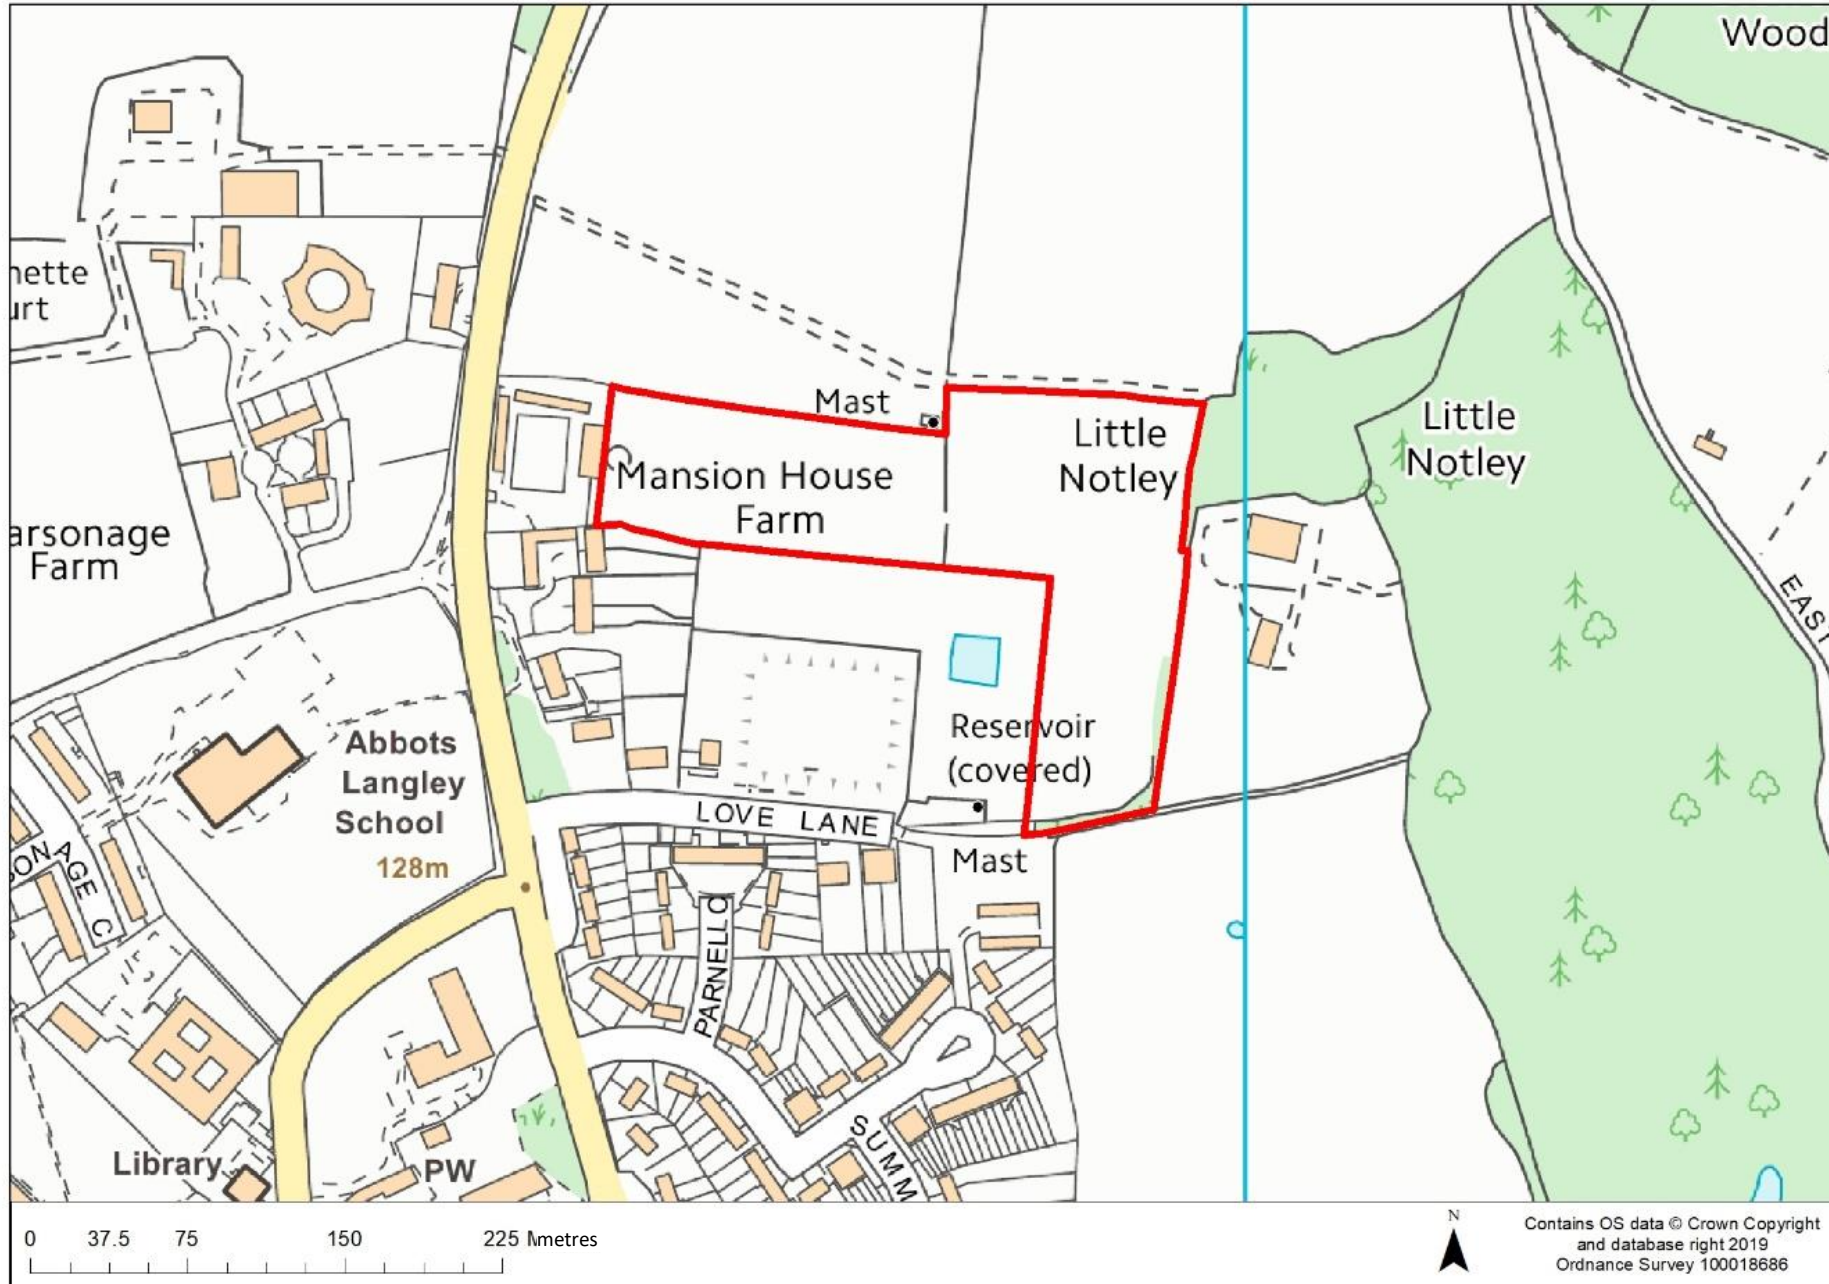 Wood
nette
urt
Mast
Little
Notley
Little
Notley
Mansion House
Farm
arsonage
Farm
EAST
Reservoir
(covered)
Abbots
Langley
School
128m
LOVE LANE
Mast
ONAGE C
PARNELL C
SUMM
Library
PW
0 37.5 75 150 225 metres
N
Contains OS data © Crown Copyright
and database right 2019
Ordnance Survey 100018686